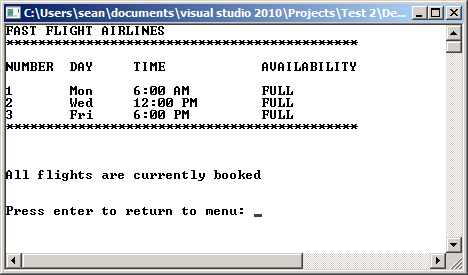 C:\Users\sean\documents\visual studio 2010\Projects\Test 2\De...
FAST FLIGHT AIRLINES
********************************************
NUMBER DAY TIME AVAILABILITY
1 Mon 6:00 AM FULL
2 Wed 12:00 PM FULL
3 Fri 6:00 PM FULL
********************************************
All flights are currently booked
Press enter to return to menu: _